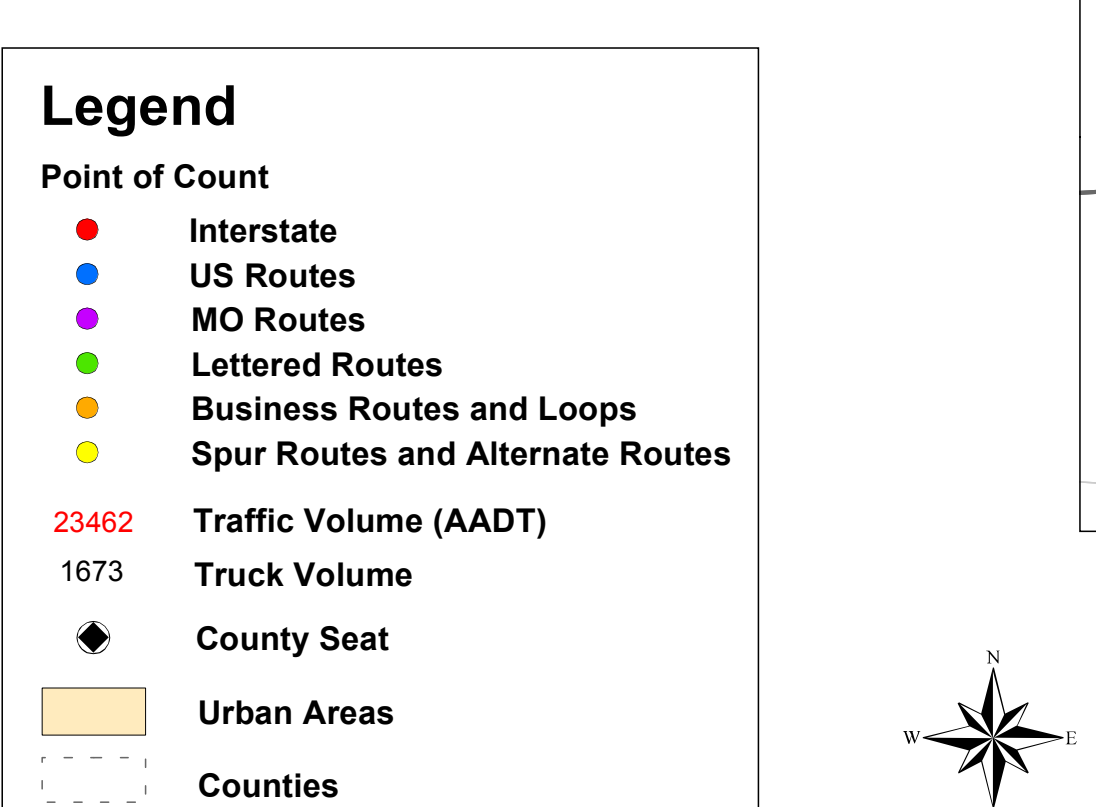 Legend
Point of Count
Interstate
US Routes
MO Routes
Lettered Routes
Business Routes and Loops
Spur Routes and Alternate Routes
23462 Traffic Volume (AADT)
1673 Truck Volume
County Seat
Urban Areas
Counties
N
W E